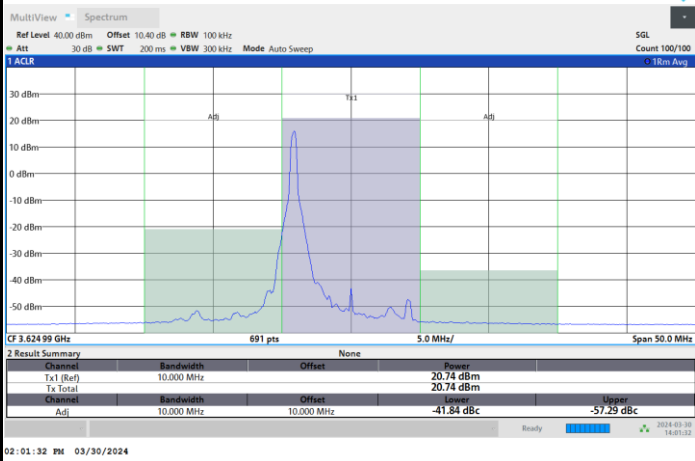 MultiView Spectrum
Ref Level 40.00 dBm Offset 10.40 dB RBW 100 kHz SGL
Att 30 dB SWT 200 ms VBW 300 kHz Mode Auto Sweep Count 100/100
1 ACLR 1Rm Avg
30 dBm
Tx1
20 dBm Adj Adj
10 dBm
0 dBm
-10 dBm
-20 dBm
-30 dBm
-40 dBm
-50 dBm
CF 3.624 99 GHz 691 pts 5.0 MHz/ Span 50.0 MHz
2 Result Summary None
Channel Bandwidth Offset Power
Tx1 (Ref) 10.000 MHz 20.74 dBm
Tx Total 20.74 dBm
Channel Bandwidth Offset Lower Upper
Adj 10.000 MHz 10.000 MHz -41.84 dBc -57.29 dBc
Ready 2024-03-30
14:01:32
02:01:32 PM 03/30/2024